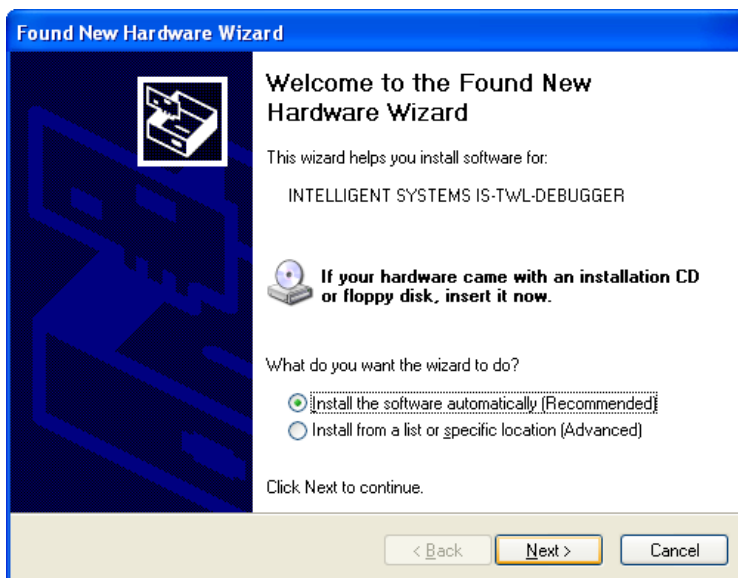 Found New Hardware Wizard
Welcome to the Found New
Hardware Wizard
This wizard helps you install software for:
INTELLIGENT SYSTEMS IS-TWL-DEBUGGER
If your hardware came with an installation CD
or floppy disk, insert it now.
What do you want the wizard to do?
Install the software automatically (Recommended)
Install from a list or specific location (Advanced)
Click Next to continue.
< Back Next > Cancel